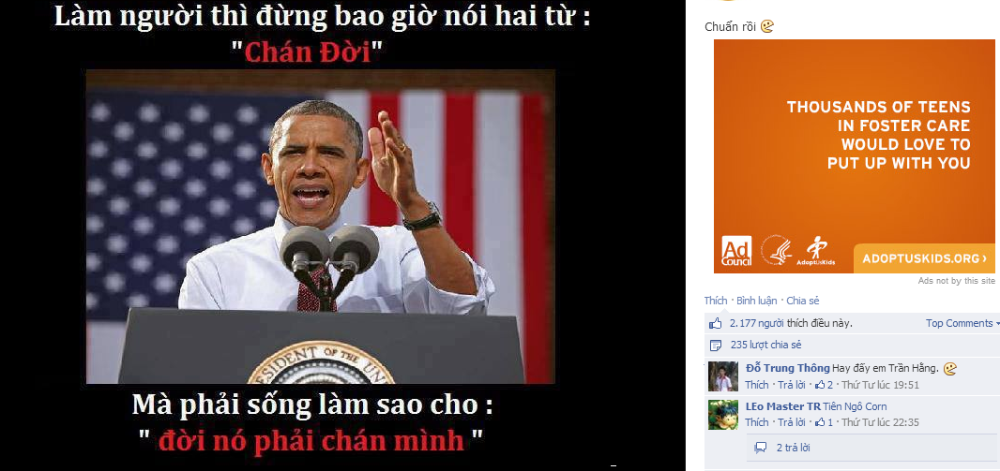 Làm người thì đừng bao giờ nói hai từ :
"Chán Đời"
PRESIDENT OF THE UNITED
Mà phải sống làm sao cho :
" đời nó phải chán mình "
Chuẩn rồi
THOUSANDS OF TEENS
IN FOSTER CARE
WOULD LOVE TO
PUT UP WITH YOU
Ad
Council
AdoptUsKids
ADOPTUSKIDS.ORG ›
Ads not by this site
Thích · Bình luận · Chia sẻ
2.177 người thích điều này.
Top Comments
235 lượt chia sẻ
Đỗ Trung Thông Hay đấy em Trần Hằng.
Thích · Trả lời · 2 · Thứ Tư lúc 19:51
LEo Master TR Tiên Ngô Corn
Thích · Trả lời · 1 · Thứ Tư lúc 22:35
2 trả lời